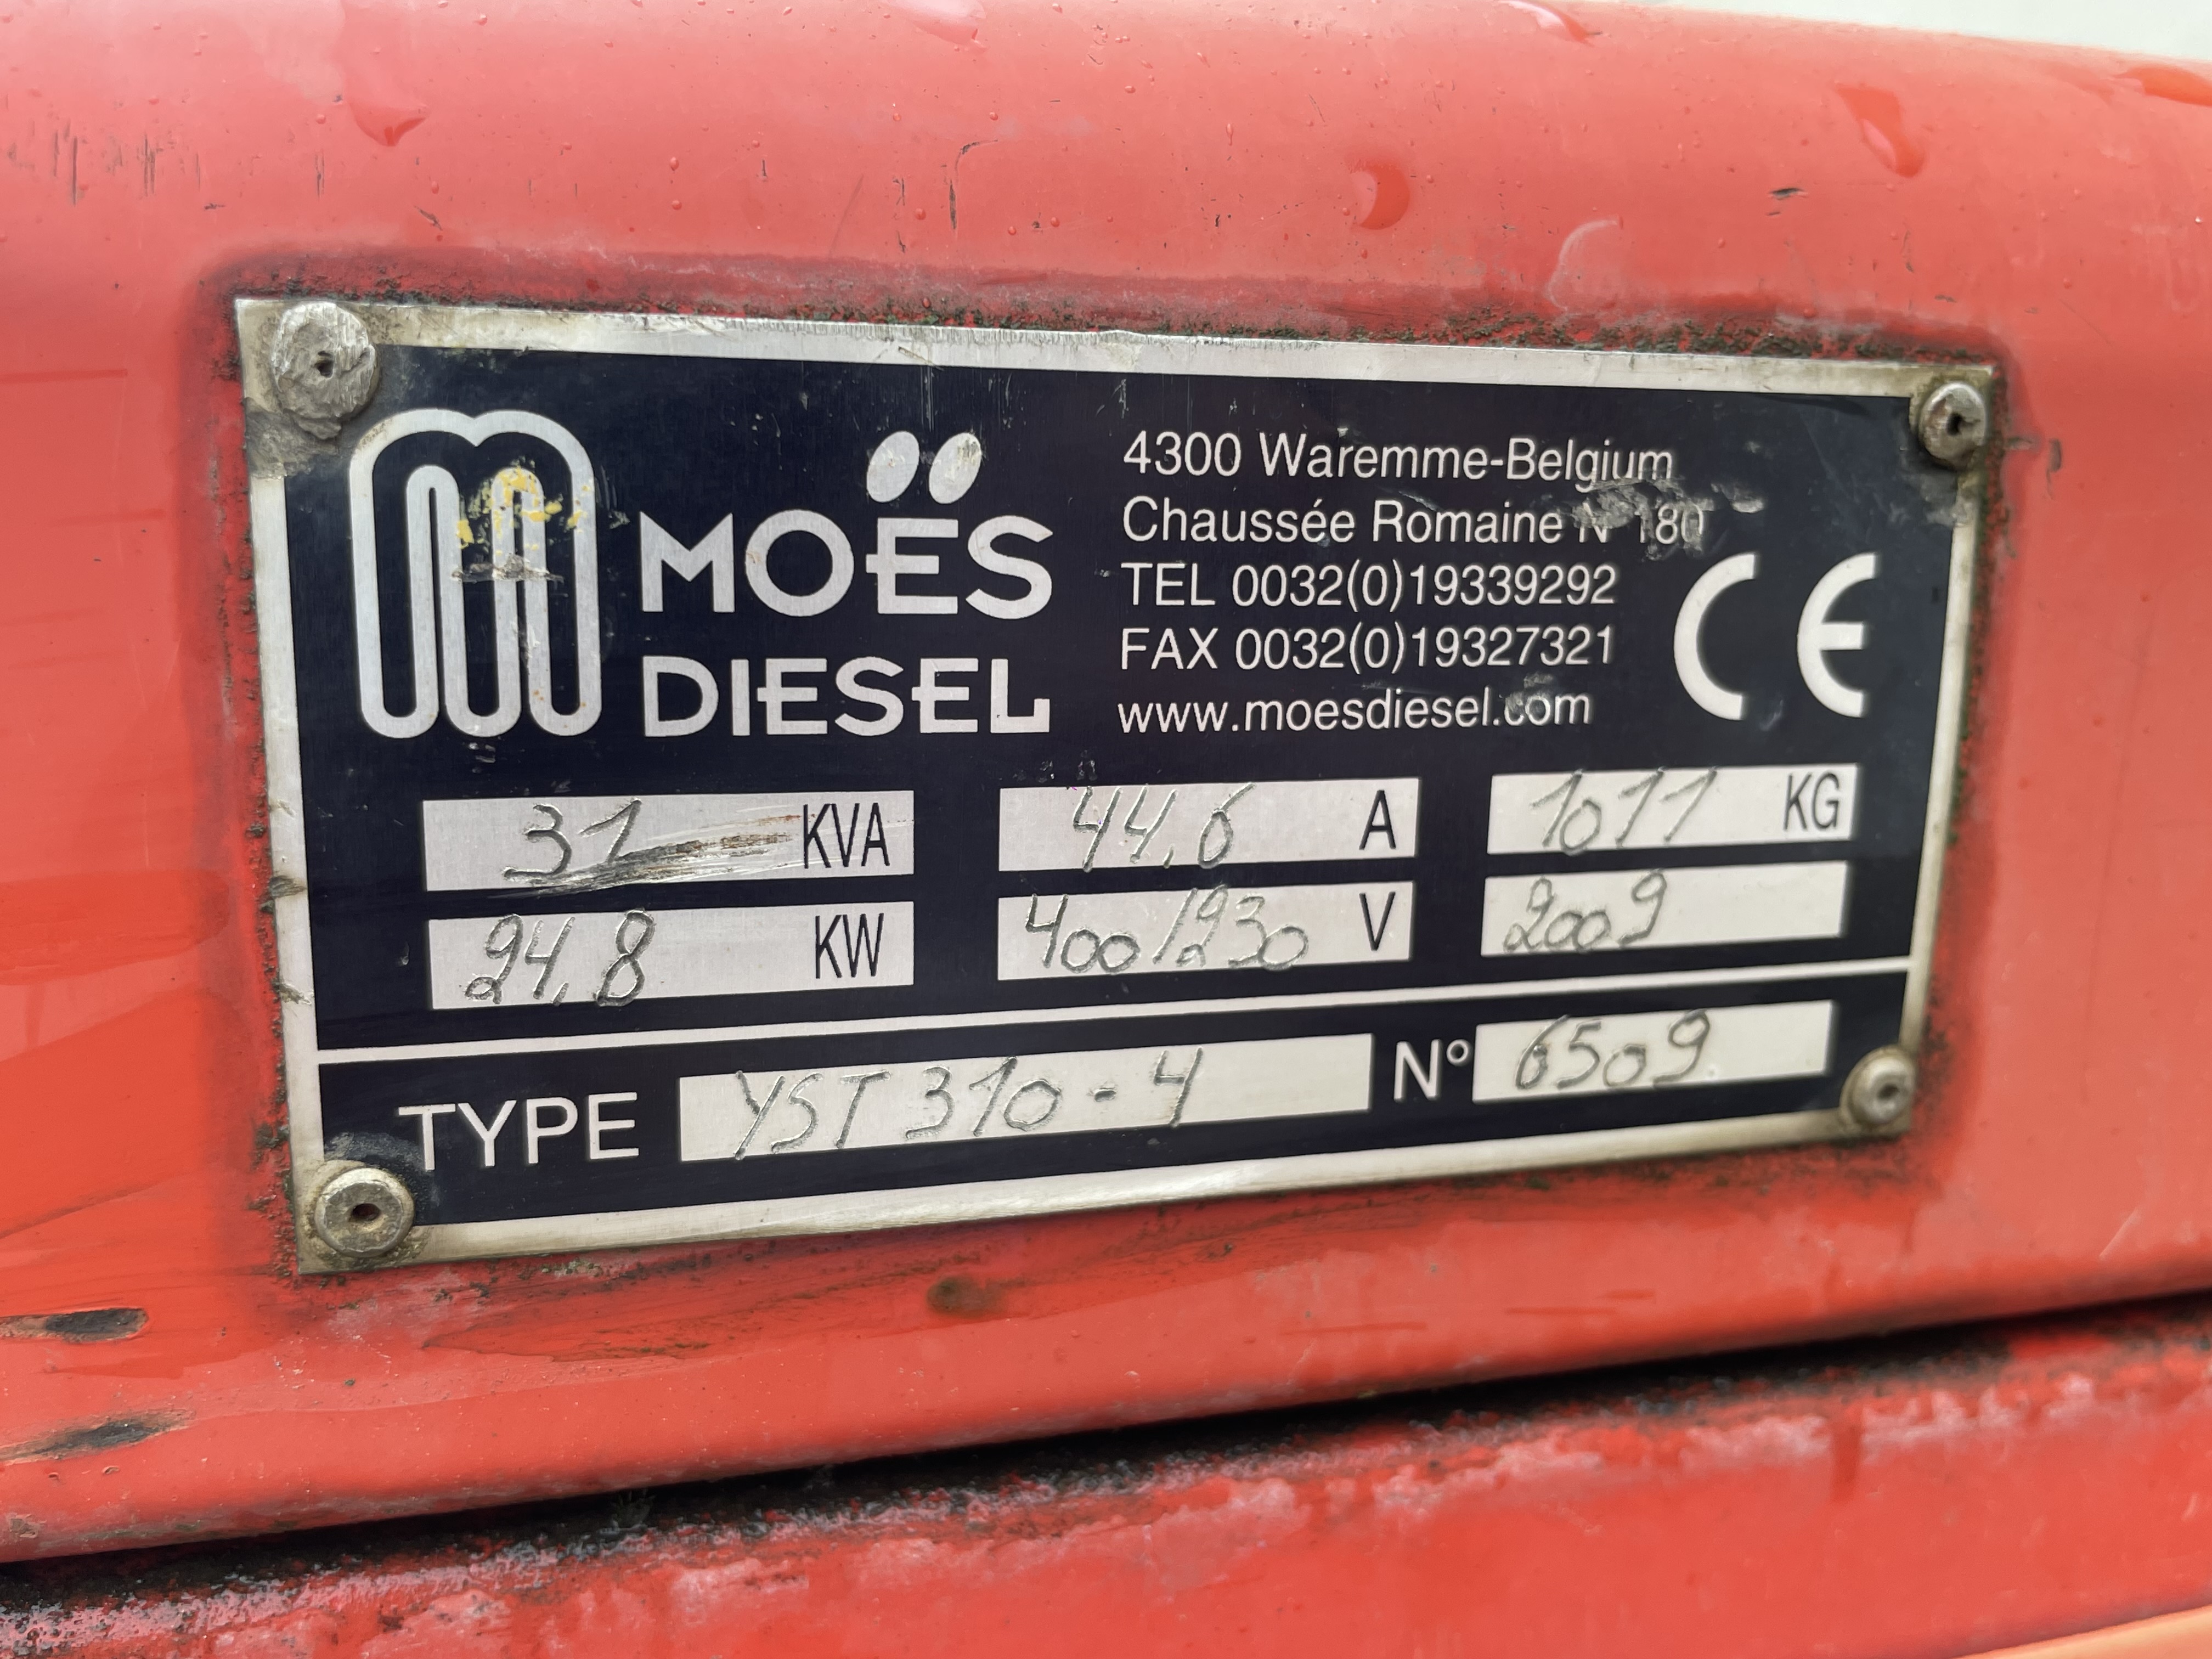 MOËS
DIESEL
4300 Waremme-Belgium
Chaussée Romaine N° 180
TEL 0032(0)19339292
FAX 0032(0)19327321
www.moesdiesel.com
CE
31 KVA 44,6 A 1011 KG
24,8 KW 400/230 V 2009
TYPE YST 310-4 N° 6509